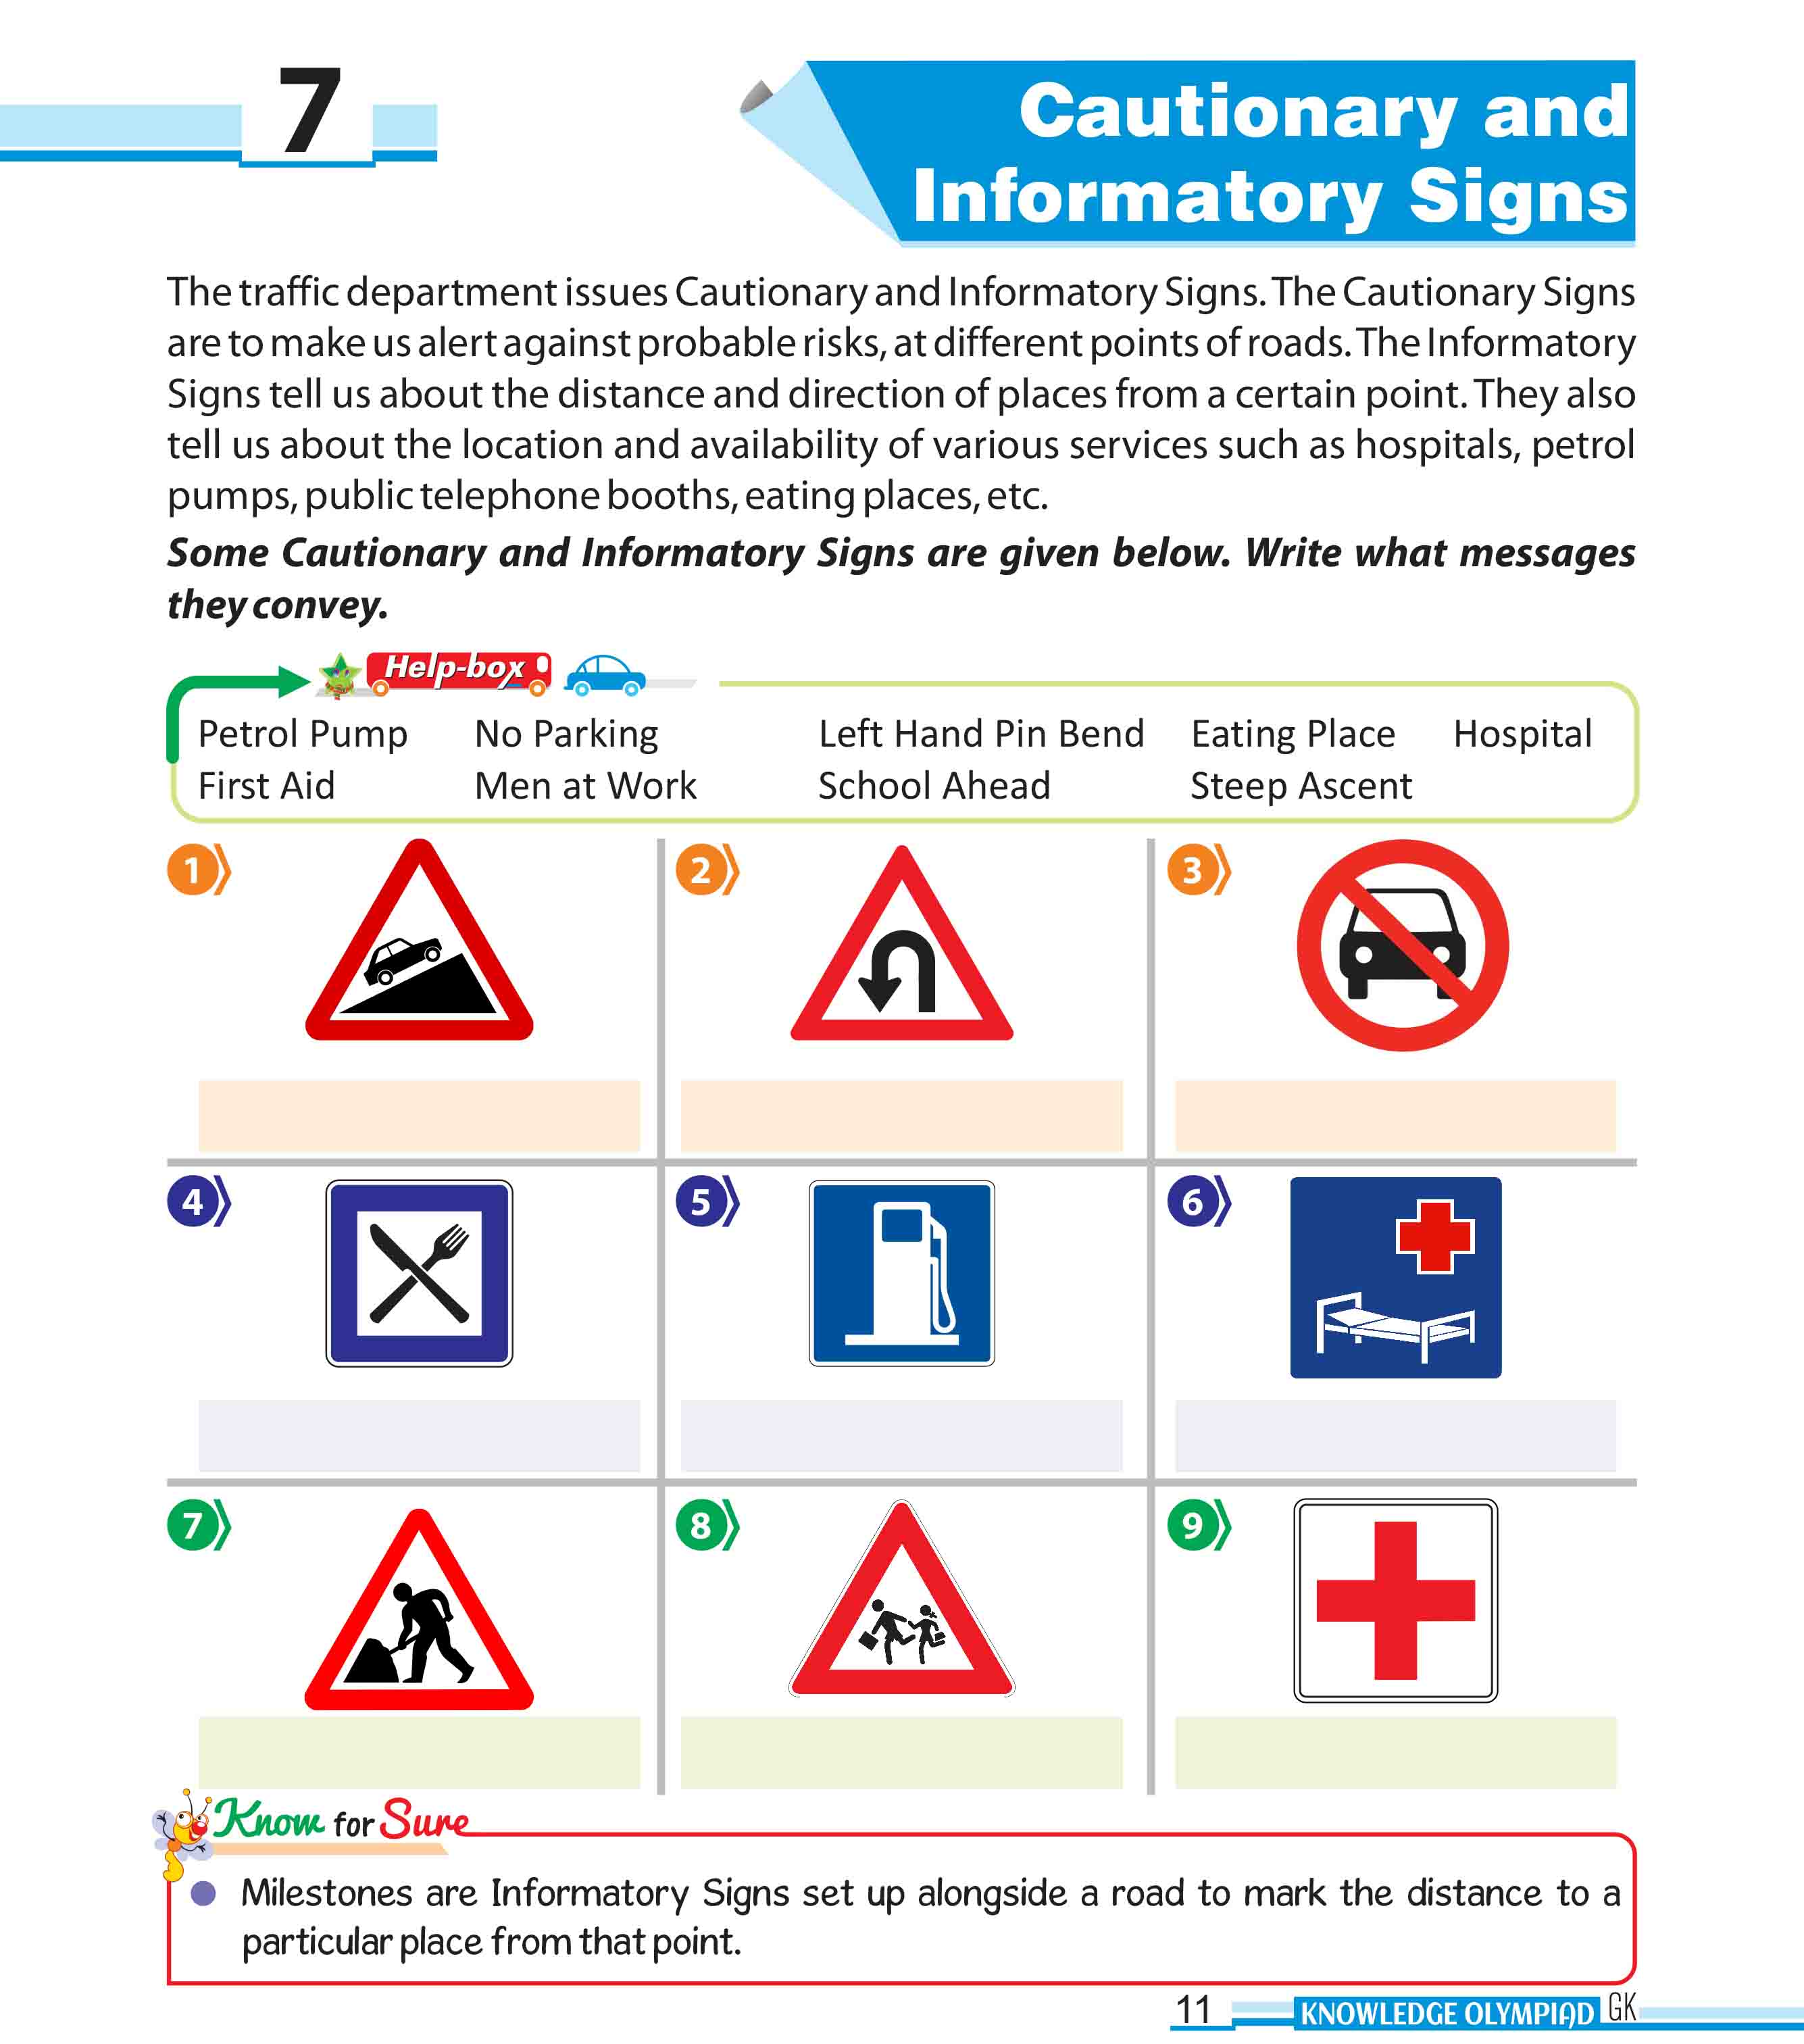 7
Cautionary and
Informatory Signs
The traffic department issues Cautionary and Informatory Signs. The Cautionary Signs
are to make us alert against probable risks, at different points of roads. The Informatory
Signs tell us about the distance and direction of places from a certain point. They also
tell us about the location and availability of various services such as hospitals, petrol
pumps, public telephone booths, eating places, etc.
Some Cautionary and Informatory Signs are given below. Write what messages
they convey.
Help-box
Petrol Pump No Parking Left Hand Pin Bend Eating Place Hospital
First Aid Men at Work School Ahead Steep Ascent
1 2 3
4 5 6
7 8 9
Know for Sure
Milestones are Informatory Signs set up alongside a road to mark the distance to a
particular place from that point.
11 KNOWLEDGE OLYMPIAD GK